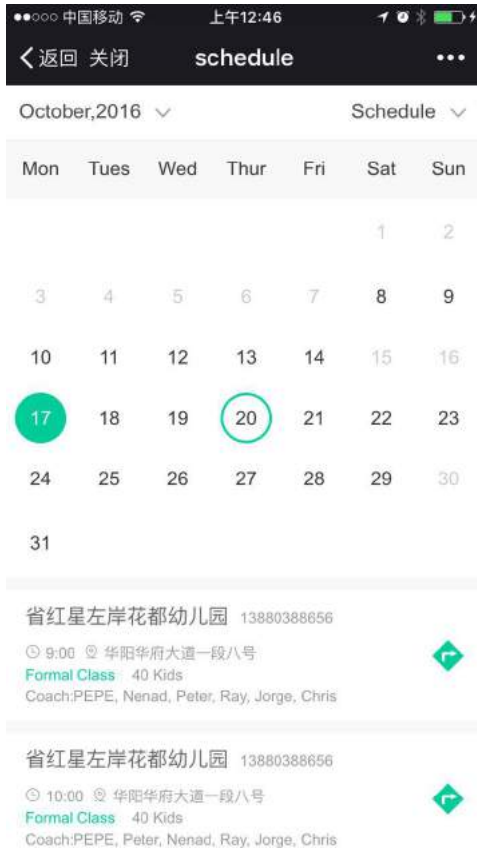 中国移动 上午12:46
返回 关闭 schedule
October,2016 Schedule
Mon Tues Wed Thur Fri Sat Sun
1 2
3 4 5 6 7 8 9
10 11 12 13 14 15 16
17 18 19 20 21 22 23
24 25 26 27 28 29 30
31
省红星左岸花都幼儿园 13880388656
9:00 华阳华府大道一段八号
Formal Class 40 Kids
Coach:PEPE, Nenad, Peter, Ray, Jorge, Chris
省红星左岸花都幼儿园 13880388656
10:00 华阳华府大道一段八号
Formal Class 40 Kids
Coach:PEPE, Peter, Nenad, Ray, Jorge, Chris